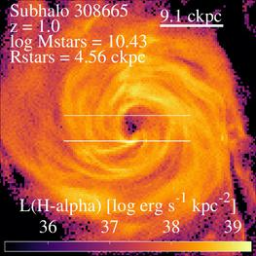 Subhalo 308665
9.1 ckpc
z = 1.0
log Mstars = 10.43
Rstars = 4.56 ckpc
L(H-alpha) [log erg s⁻¹ kpc⁻²]
36 37 38 39